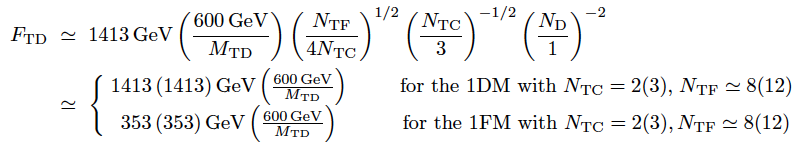 F_TD ≃ 1413 GeV (600 GeV / M_TD) (N_TF / 4N_TC)^{1/2} (N_TC / 3)^{−1/2} (N_D / 1)^{−2}
≃ { 1413 (1413) GeV (600 GeV / M_TD) for the 1DM with N_TC = 2(3), N_TF ≃ 8(12)
353 (353) GeV (600 GeV / M_TD) for the 1FM with N_TC = 2(3), N_TF ≃ 8(12)